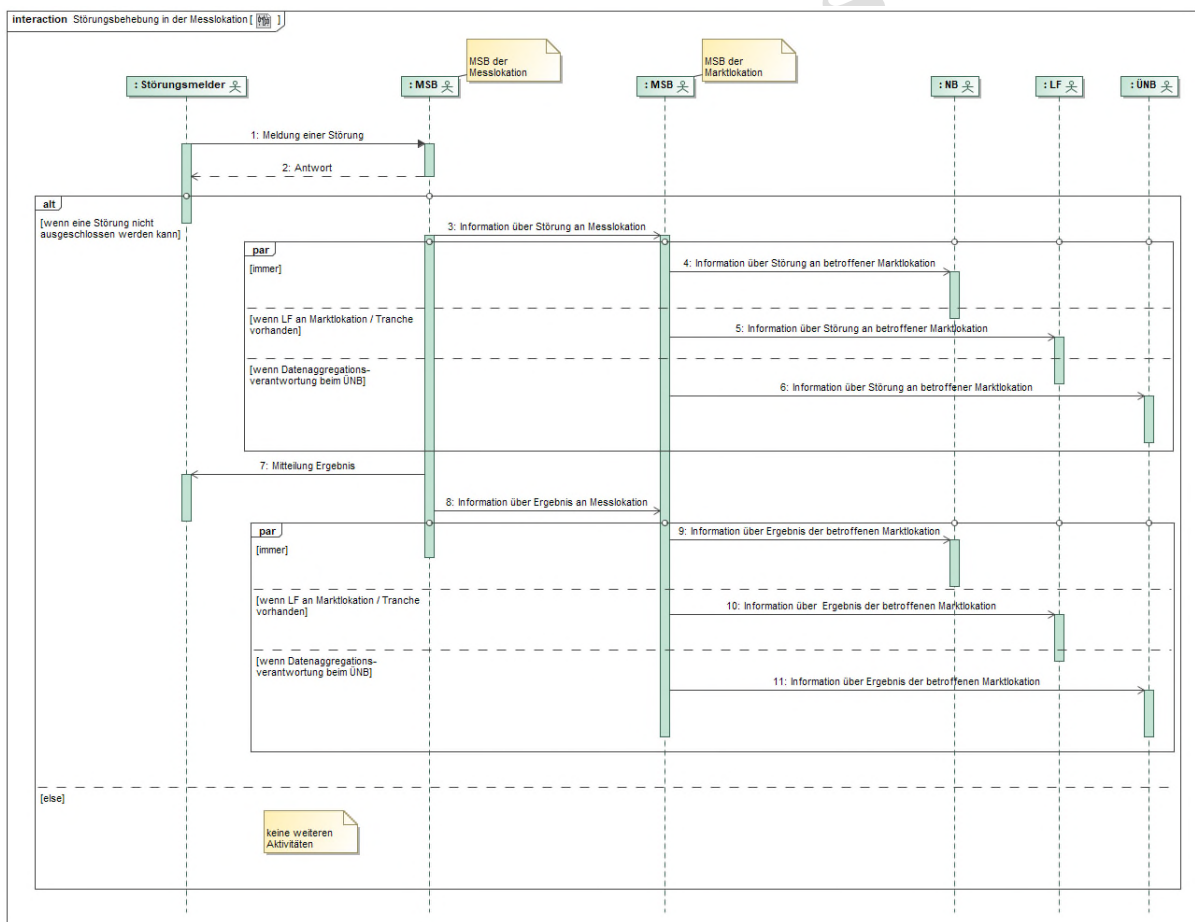 interaction Störungsbehebung in der Messlokation [ ]
MSB der
Messlokation
MSB der
Marktlokation
: Störungsmelder
: MSB
: MSB
: NB
: LF
: ÜNB
1: Meldung einer Störung
2: Antwort
alt
[wenn eine Störung nicht
ausgeschlossen werden kann]
3: Information über Störung an Messlokation
par
[immer]
4: Information über Störung an betroffener Marktlokation
[wenn LF an Marktlokation / Tranche
vorhanden]
5: Information über Störung an betroffener Marktlokation
[wenn Datenaggregations-
verantwortung beim ÜNB]
6: Information über Störung an betroffener Marktlokation
7: Mitteilung Ergebnis
8: Information über Ergebnis an Messlokation
par
[immer]
9: Information über Ergebnis der betroffenen Marktlokation
[wenn LF an Marktlokation / Tranche
vorhanden]
10: Information über Ergebnis der betroffenen Marktlokation
[wenn Datenaggregations-
verantwortung beim ÜNB]
11: Information über Ergebnis der betroffenen Marktlokation
[else]
keine weiteren
Aktivitäten